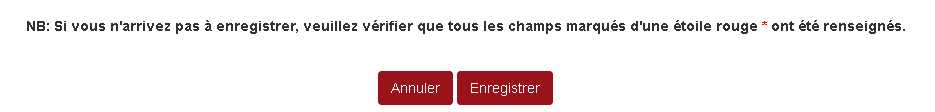 NB: Si vous n'arrivez pas à enregistrer, veuillez vérifier que tous les champs marqués d'une étoile rouge * ont été renseignés.
Annuler Enregistrer